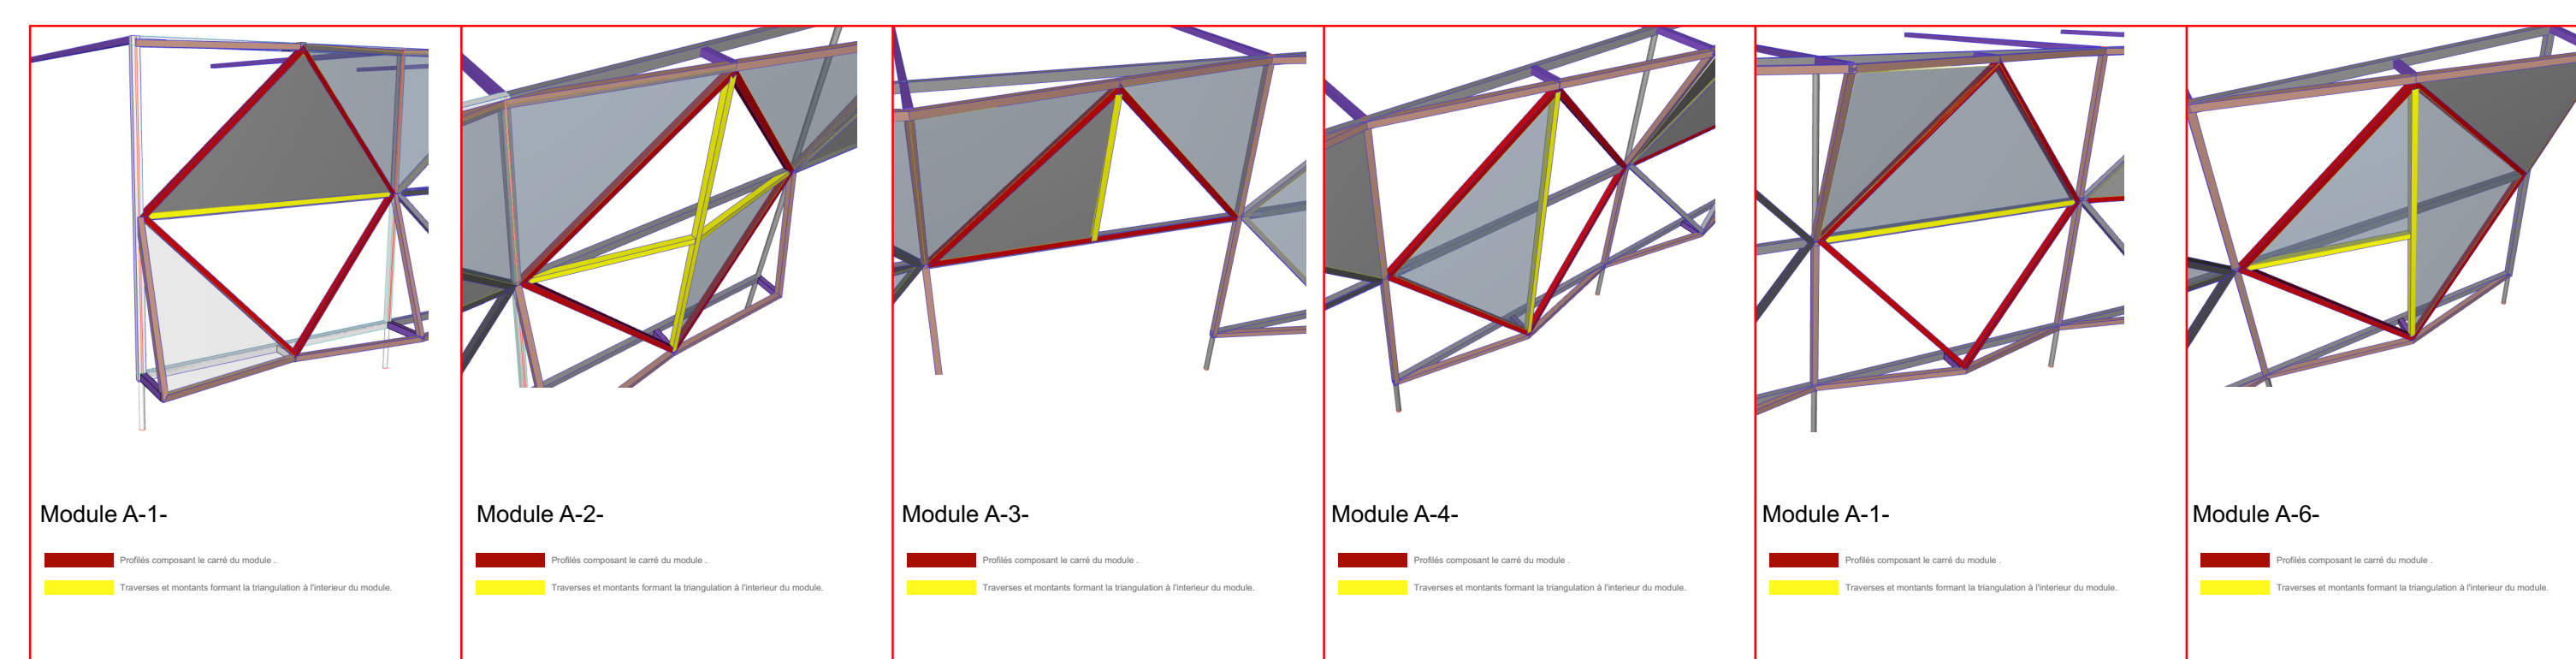 Module A-1-
Profilés composant le carré du module .
Traverses et montants formant la triangulation à l'interieur du module.
Module A-2-
Profilés composant le carré du module .
Traverses et montants formant la triangulation à l'interieur du module.
Module A-3-
Profilés composant le carré du module .
Traverses et montants formant la triangulation à l'interieur du module.
Module A-4-
Profilés composant le carré du module .
Traverses et montants formant la triangulation à l'interieur du module.
Module A-1-
Profilés composant le carré du module .
Traverses et montants formant la triangulation à l'interieur du module.
Module A-6-
Profilés composant le carré du module .
Traverses et montants formant la triangulation à l'interieur du module.